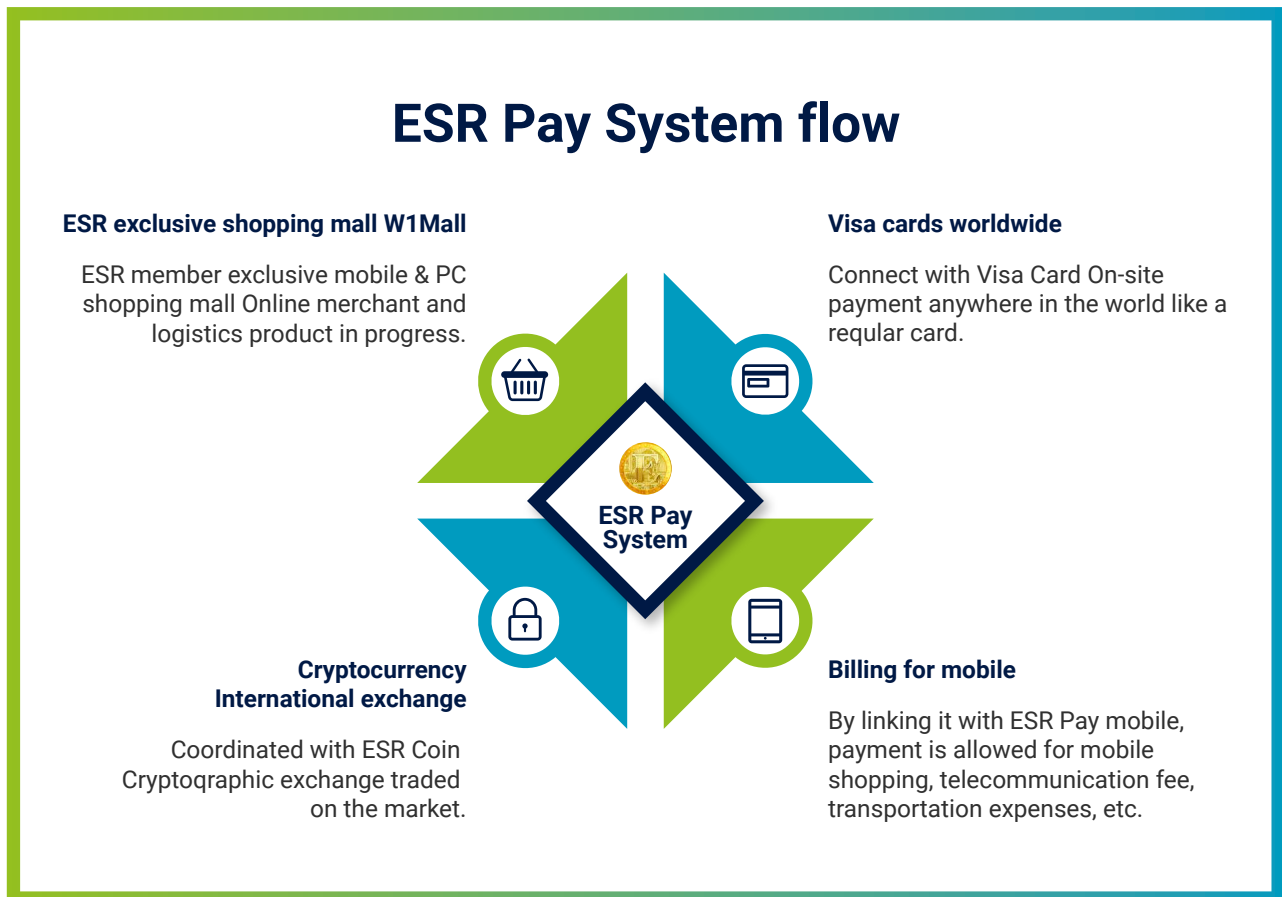 ESR Pay System flow
ESR exclusive shopping mall W1Mall
ESR member exclusive mobile & PC
shopping mall Online merchant and
logistics product in progress.
Visa cards worldwide
Connect with Visa Card On-site
payment anywhere in the world like a
reqular card.
ESR Pay
System
Cryptocurrency
International exchange
Coordinated with ESR Coin
Cryptoqraphic exchange traded
on the market.
Billing for mobile
By linking it with ESR Pay mobile,
payment is allowed for mobile
shopping, telecommunication fee,
transportation expenses, etc.